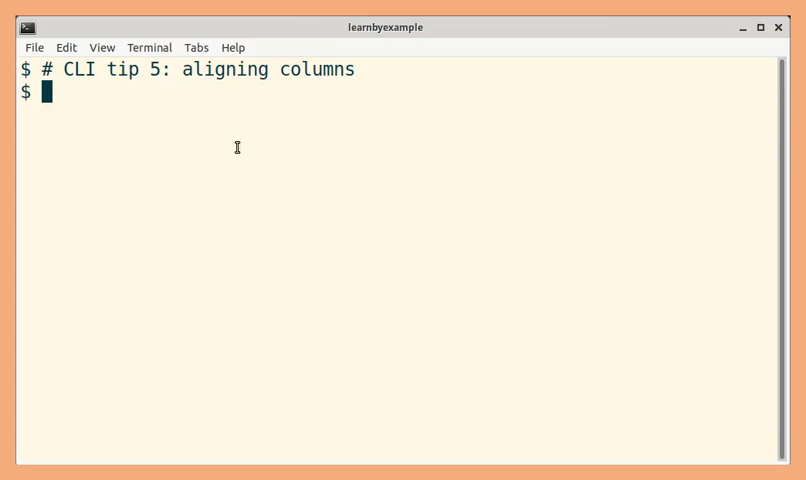 learnbyexample
File Edit View Terminal Tabs Help
$ # CLI tip 5: aligning columns
$